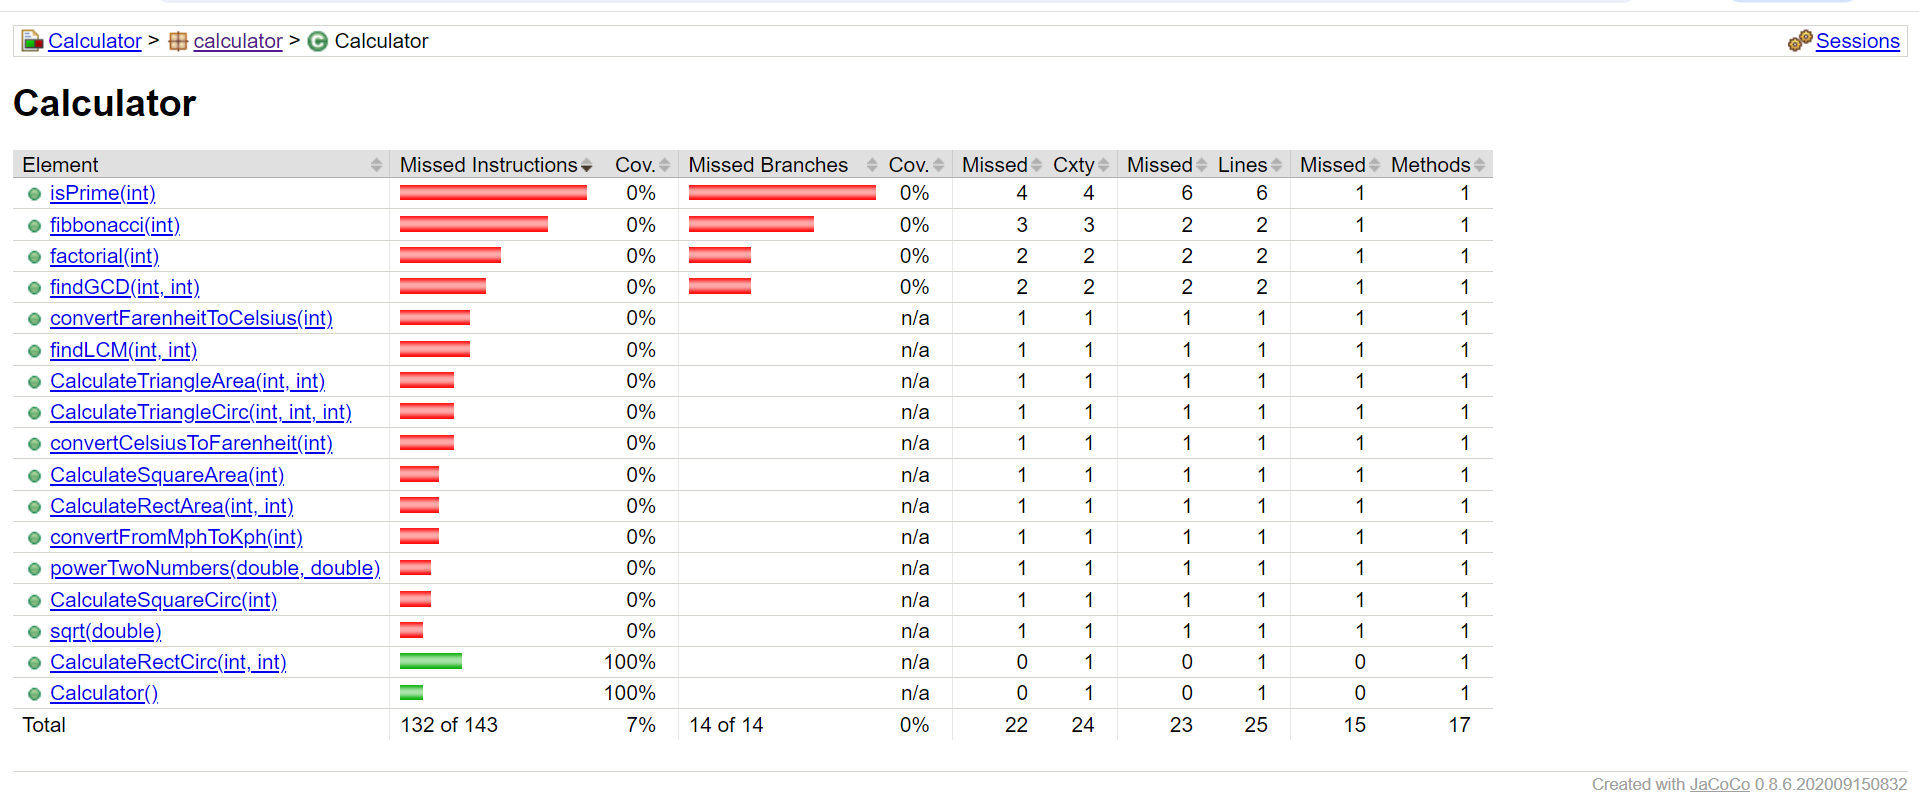 Calculator > calculator > Calculator Sessions
Calculator
Element Missed Instructions Cov. Missed Branches Cov. Missed Cxty Missed Lines Missed Methods
isPrime(int) 0% 0% 4 4 6 6 1 1
fibbonacci(int) 0% 0% 3 3 2 2 1 1
factorial(int) 0% 0% 2 2 2 2 1 1
findGCD(int, int) 0% 0% 2 2 2 2 1 1
convertFarenheitToCelsius(int) 0% n/a 1 1 1 1 1 1
findLCM(int, int) 0% n/a 1 1 1 1 1 1
CalculateTriangleArea(int, int) 0% n/a 1 1 1 1 1 1
CalculateTriangleCirc(int, int, int) 0% n/a 1 1 1 1 1 1
convertCelsiusToFarenheit(int) 0% n/a 1 1 1 1 1 1
CalculateSquareArea(int) 0% n/a 1 1 1 1 1 1
CalculateRectArea(int, int) 0% n/a 1 1 1 1 1 1
convertFromMphToKph(int) 0% n/a 1 1 1 1 1 1
powerTwoNumbers(double, double) 0% n/a 1 1 1 1 1 1
CalculateSquareCirc(int) 0% n/a 1 1 1 1 1 1
sqrt(double) 0% n/a 1 1 1 1 1 1
CalculateRectCirc(int, int) 100% n/a 0 1 0 1 0 1
Calculator() 100% n/a 0 1 0 1 0 1
Total 132 of 143 7% 14 of 14 0% 22 24 23 25 15 17
Created with JaCoCo 0.8.6.202009150832